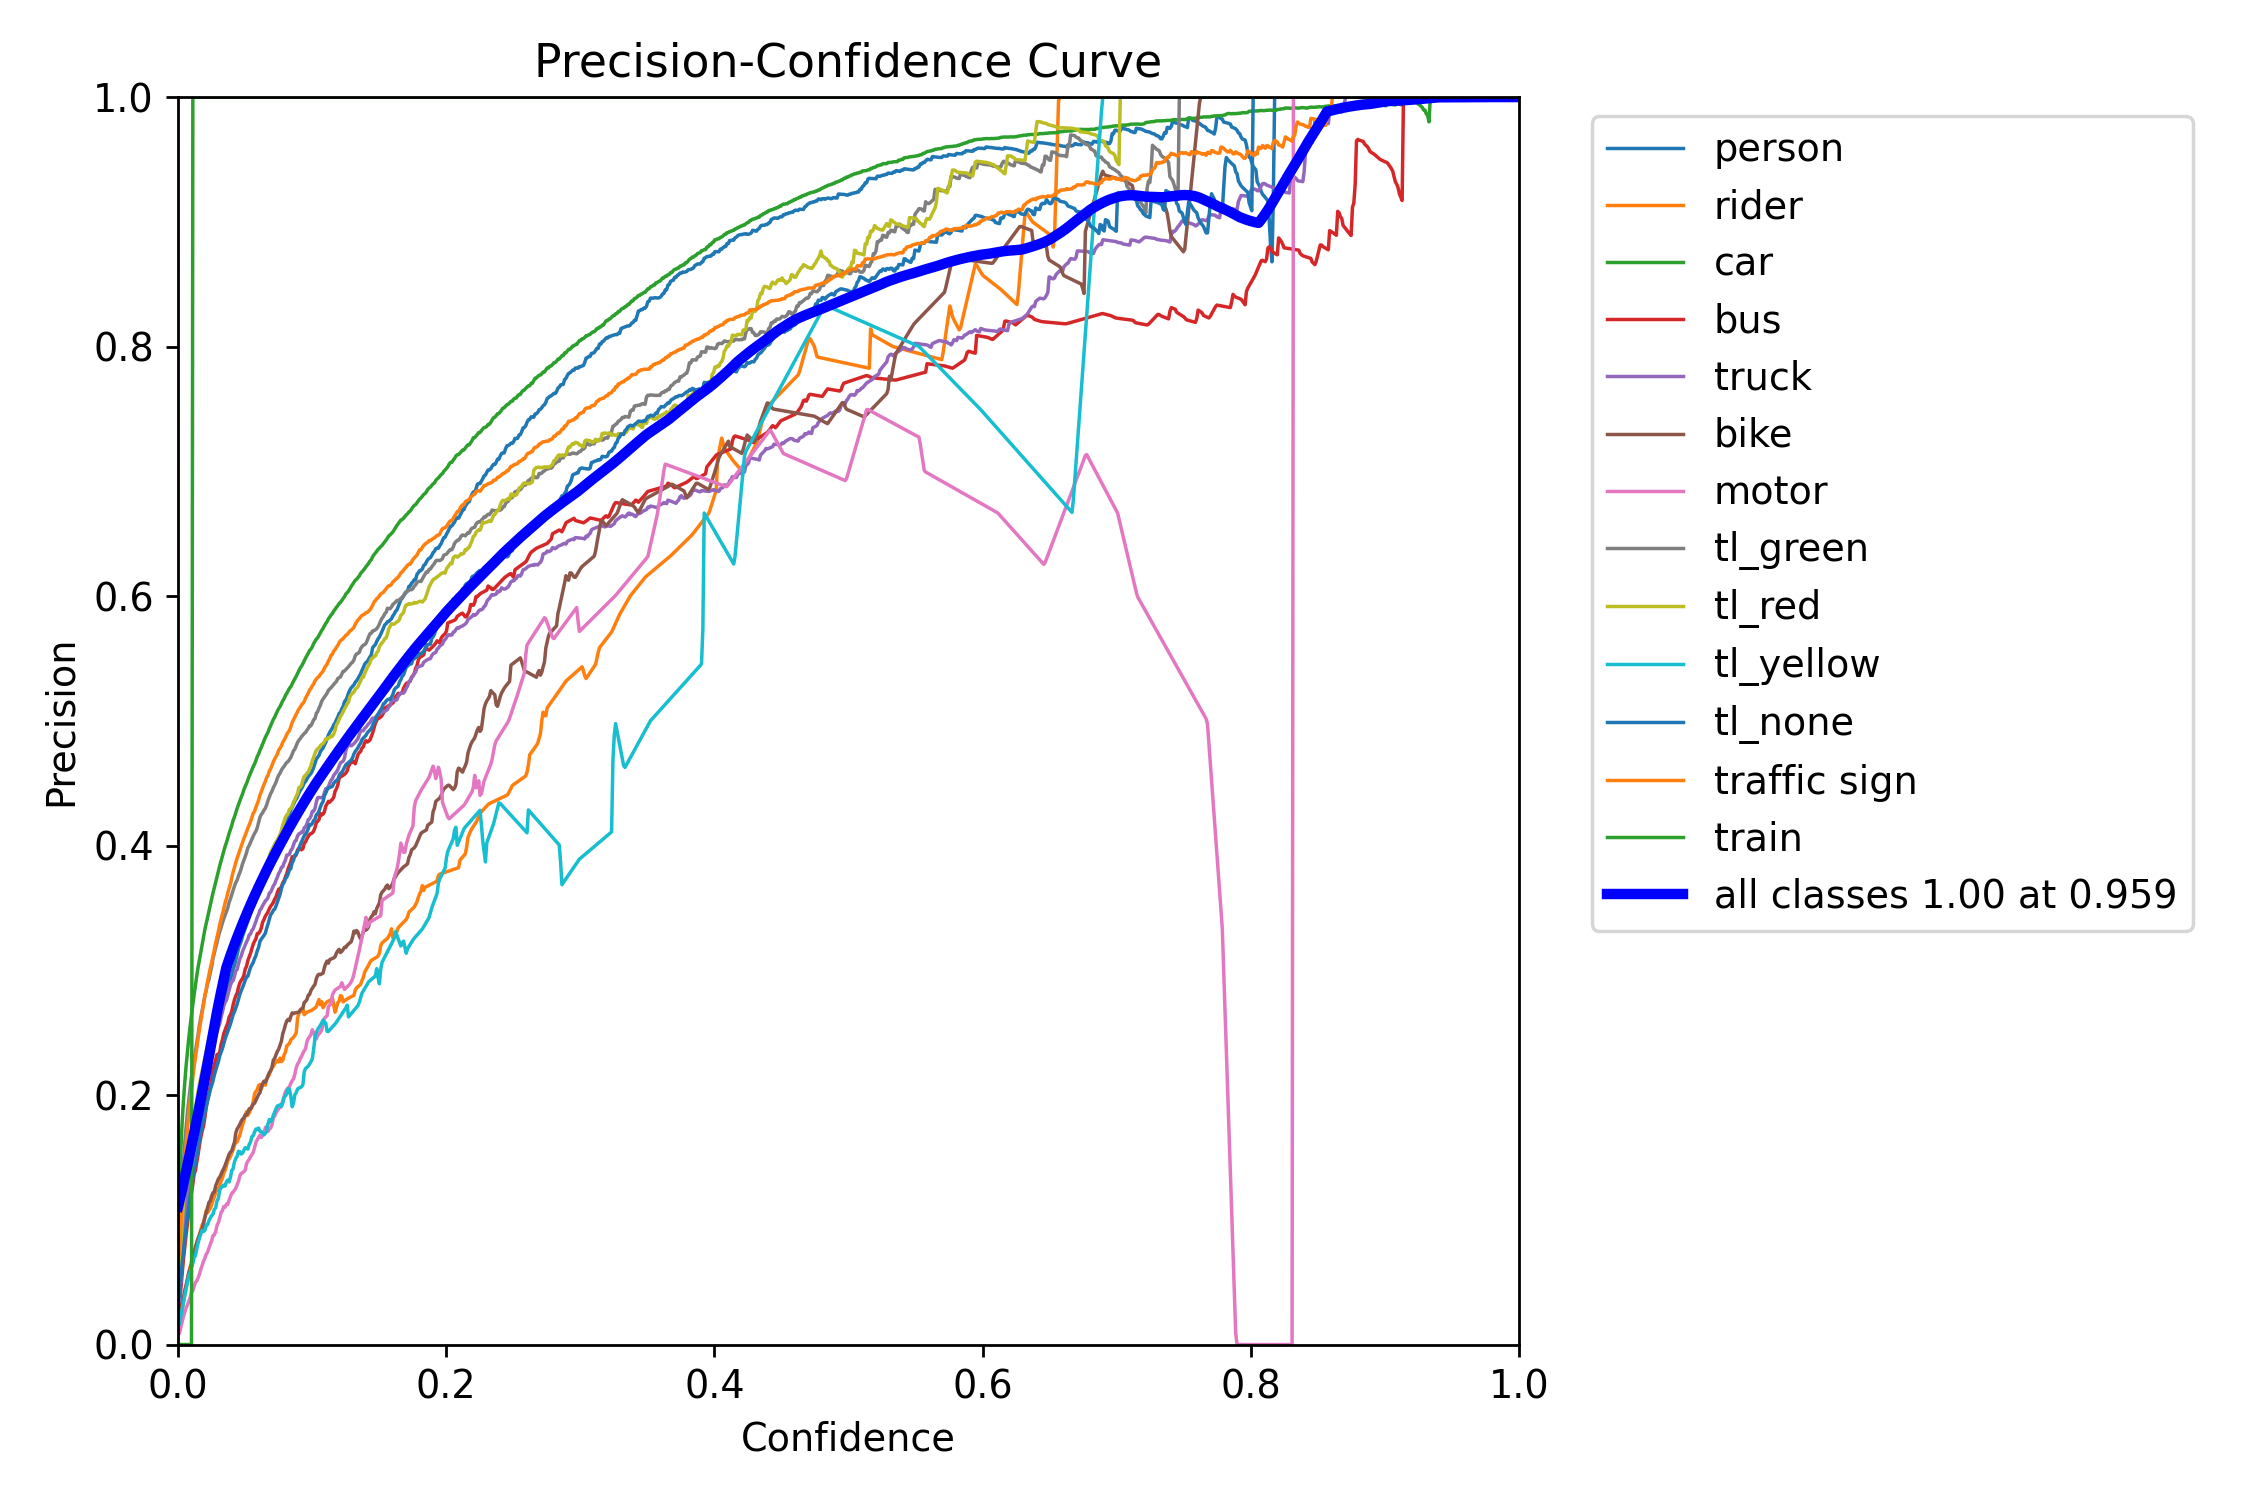 Precision-Confidence Curve
1.0
0.8
0.6
0.4
0.2
0.0
Precision
0.0 0.2 0.4 0.6 0.8 1.0
Confidence
person
rider
car
bus
truck
bike
motor
tl_green
tl_red
tl_yellow
tl_none
traffic sign
train
all classes 1.00 at 0.959